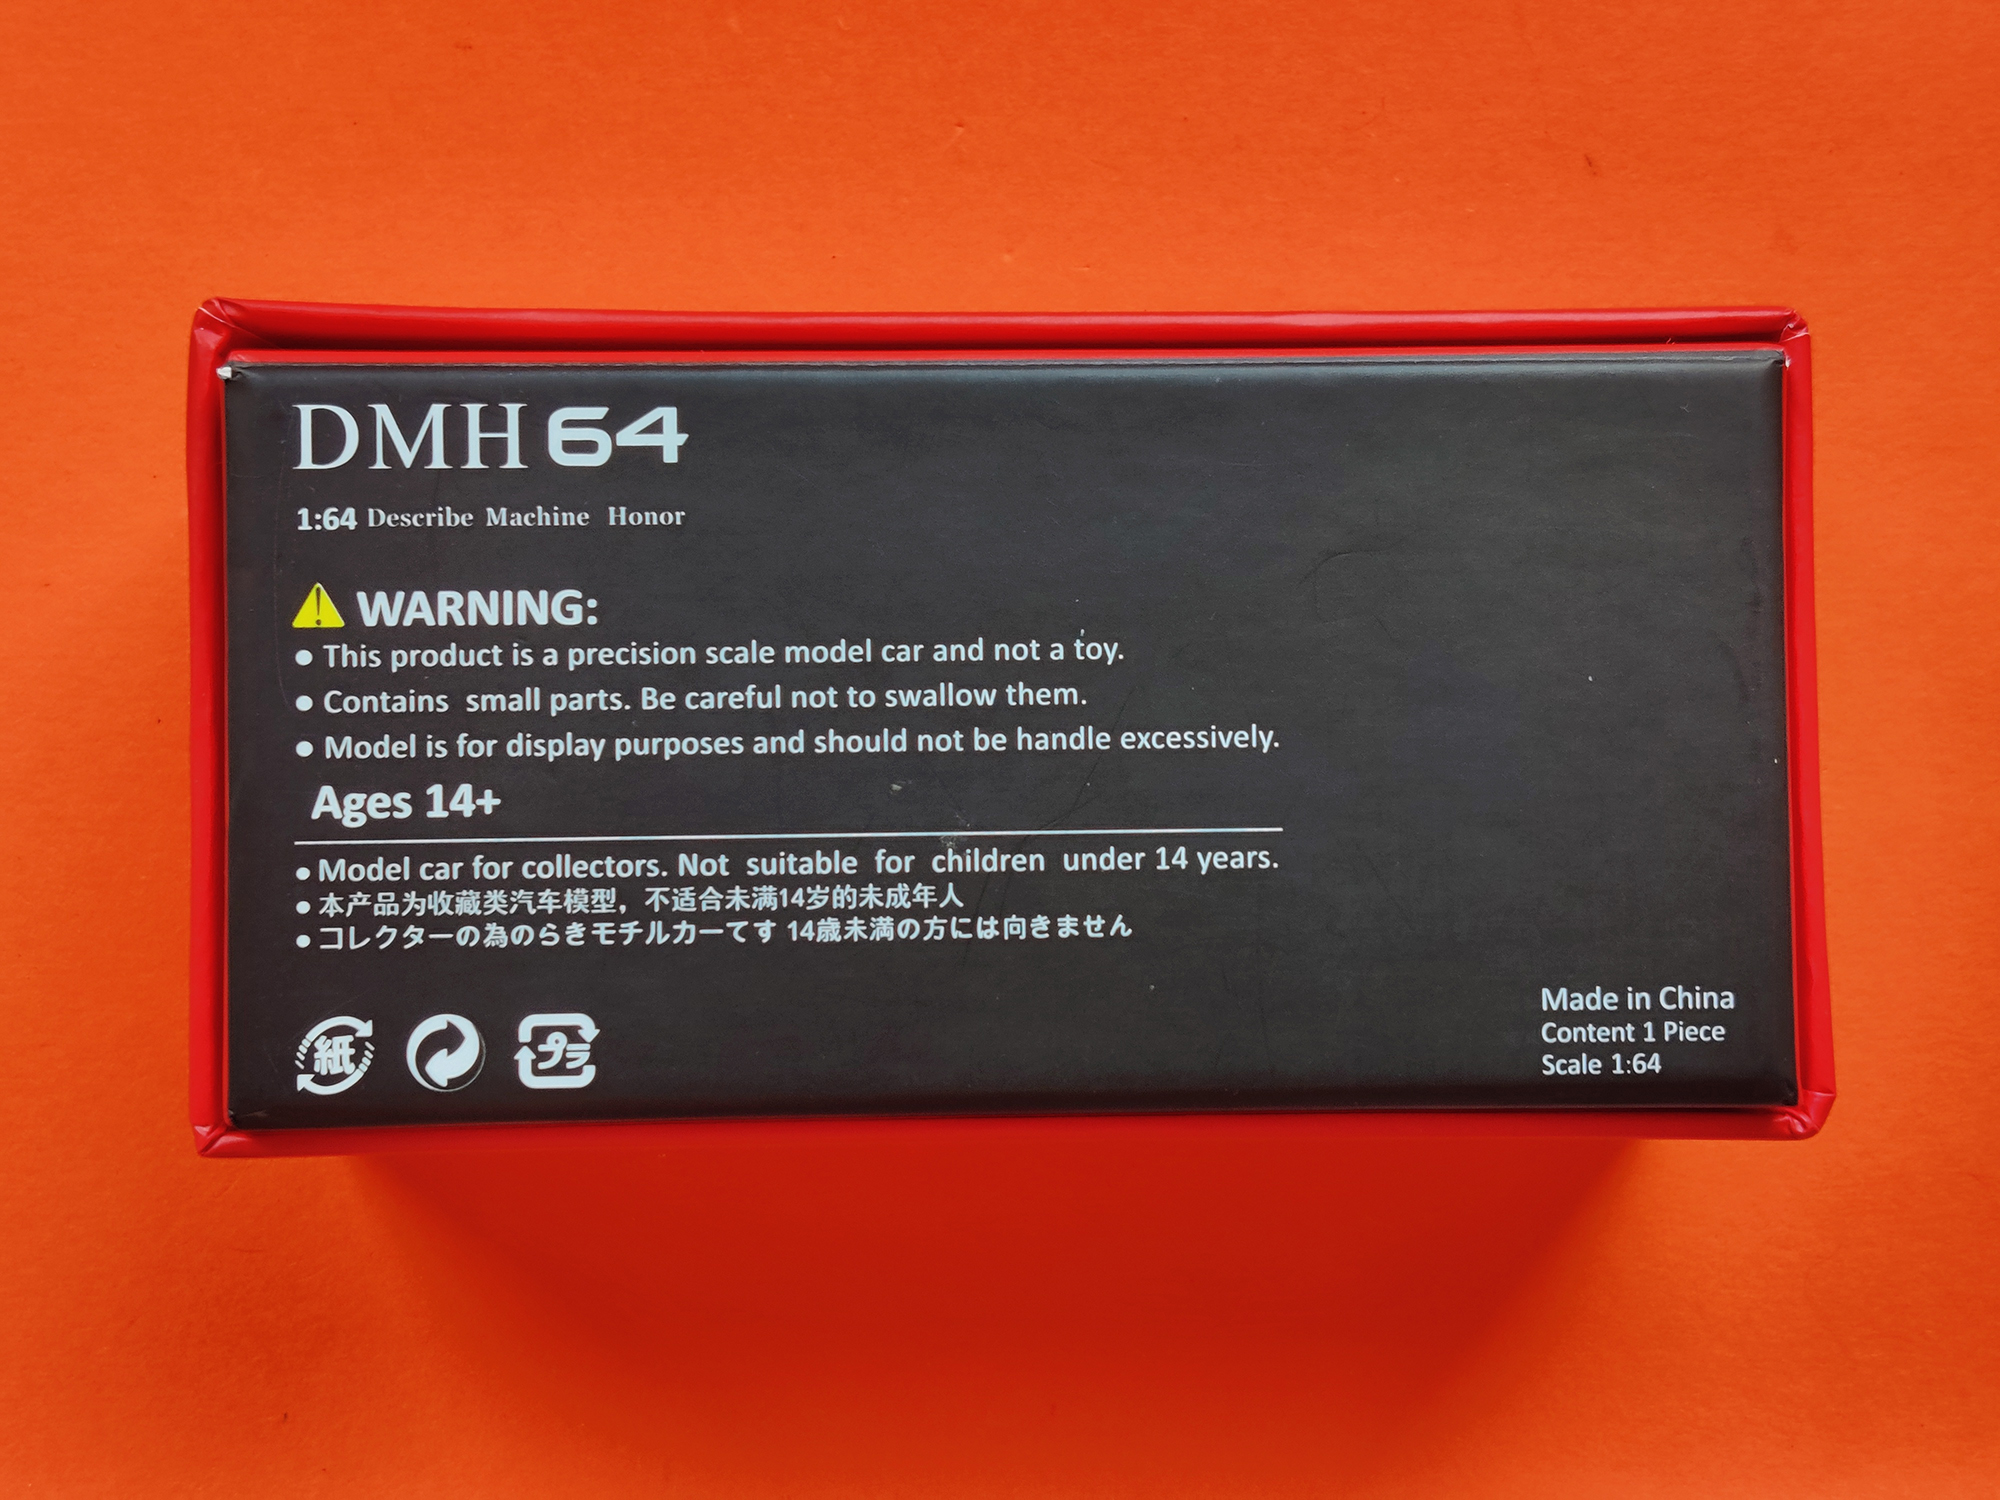 DMH 64
1:64 Describe Machine Honor
WARNING:
● This product is a precision scale model car and not a toy.
● Contains small parts. Be careful not to swallow them.
● Model is for display purposes and should not be handle excessively.
Ages 14+
● Model car for collectors. Not suitable for children under 14 years.
● 本产品为收藏类汽车模型，不适合未满14岁的未成年人
● コレクターの為のらきモチルカーてす 14歳未満の方には向きません
紙
プラ
Made in China
Content 1 Piece
Scale 1:64